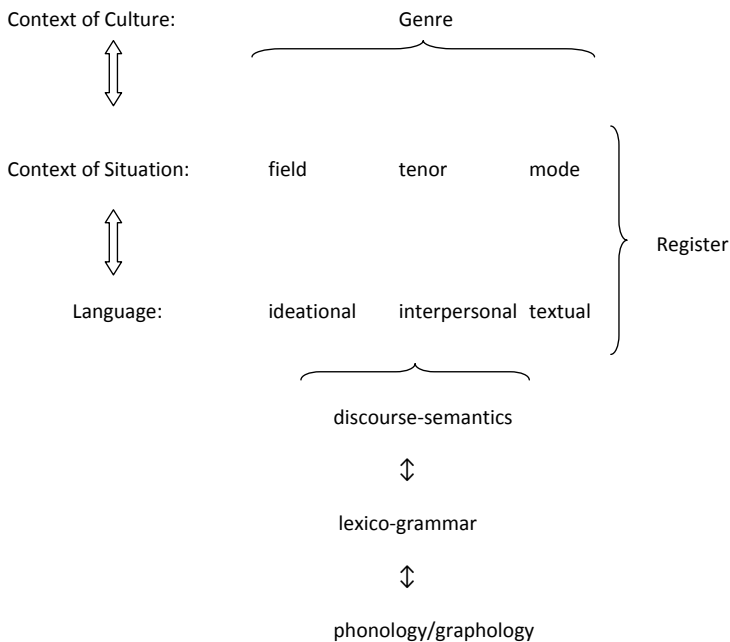 Context of Culture: Genre
Context of Situation: field tenor mode
Register
Language: ideational interpersonal textual
discourse-semantics
lexico-grammar
phonology/graphology